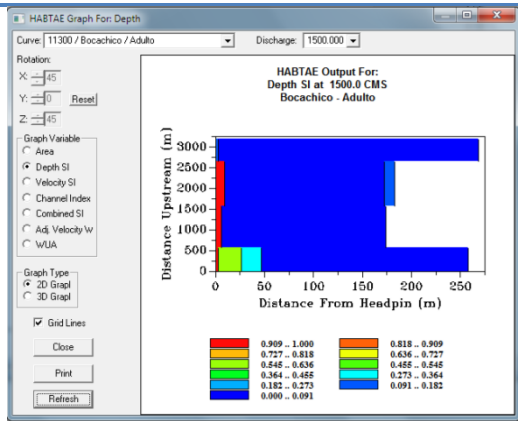 HABTAE Graph For: Depth
Curve: 11300 / Bocachico / Adulto Discharge: 1500.000
Rotation:
X: 45
Y: 0 Reset
Z: 45
Graph Variable
Area
Depth SI
Velocity SI
Channel Index
Combined SI
Adj. Velocity W
WUA
Graph Type
2D Grapl
3D Grapl
Grid Lines
Close
Print
Refresh
HABTAE Output For:
Depth SI at 1500.0 CMS
Bocachico - Adulto
Distance Upstream (m)
3000
2500
2000
1500
1000
500
0
0 50 100 150 200 250
Distance From Headpin (m)
0.909 .. 1.000 0.818 .. 0.909
0.727 .. 0.818 0.636 .. 0.727
0.545 .. 0.636 0.455 .. 0.545
0.364 .. 0.455 0.273 .. 0.364
0.182 .. 0.273 0.091 .. 0.182
0.000 .. 0.091